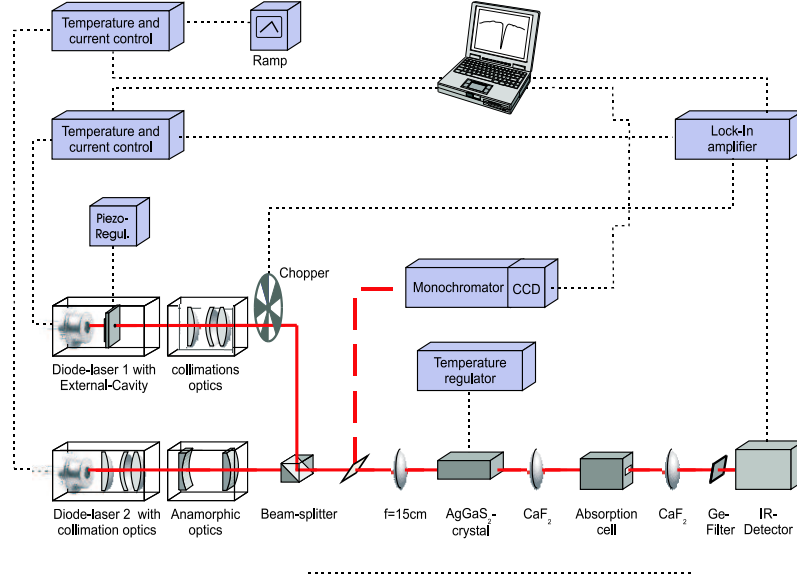 Temperature and
current control
Ramp
Temperature and
current control
Lock-In
amplifier
Piezo-
Regul.
Chopper
Monochromator
CCD
Diode-laser 1 with
External-Cavity
collimations
optics
Temperature
regulator
Diode-laser 2 with
collimation optics
Anamorphic
optics
Beam-splitter
f=15cm
AgGaS₂-
crystal
CaF₂
Absorption
cell
CaF₂
Ge-
Filter
IR-
Detector